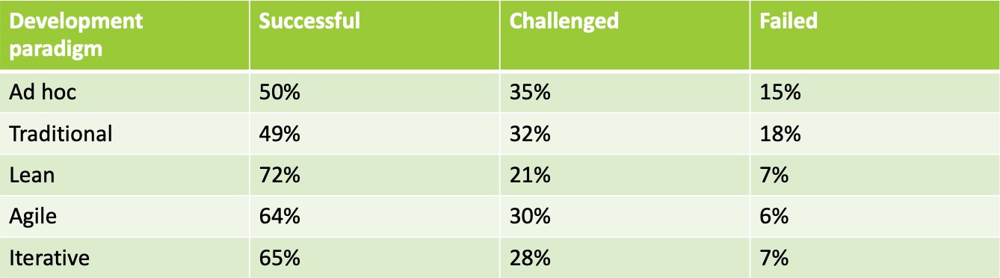 Development paradigm Successful Challenged Failed
Ad hoc 50% 35% 15%
Traditional 49% 32% 18%
Lean 72% 21% 7%
Agile 64% 30% 6%
Iterative 65% 28% 7%